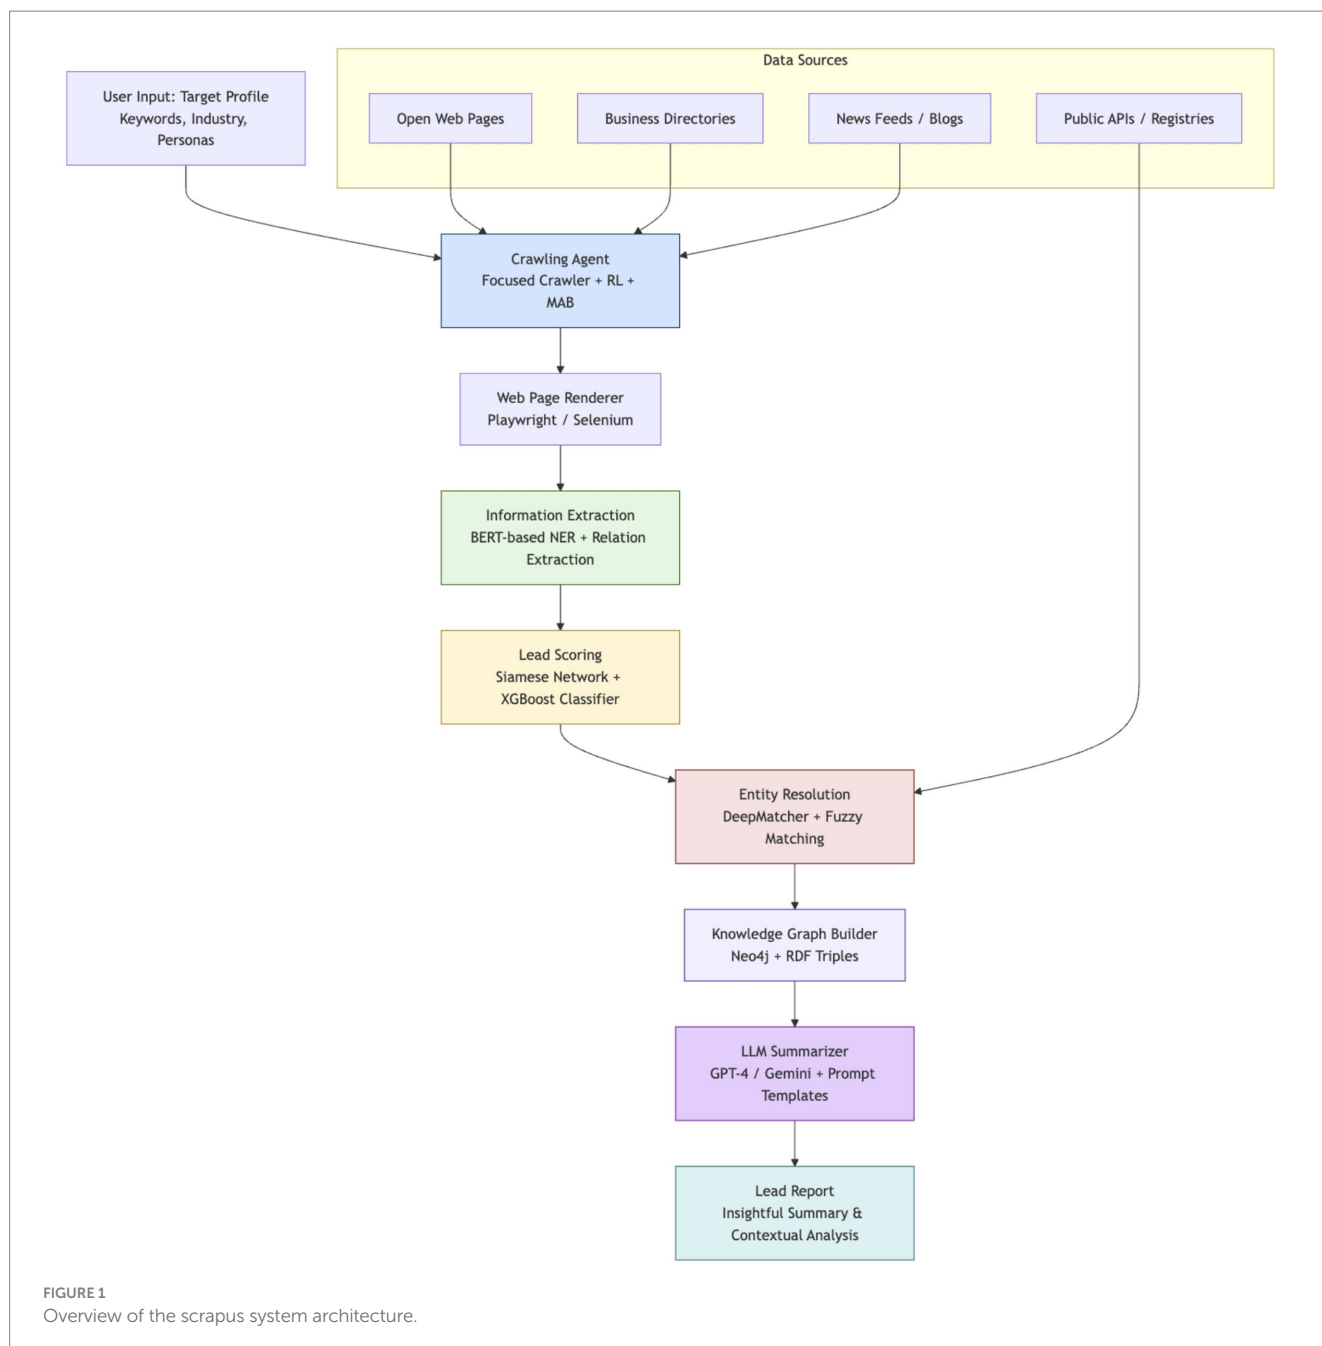 Data Sources
User Input: Target Profile
Keywords, Industry,
Personas
Open Web Pages
Business Directories
News Feeds / Blogs
Public APIs / Registries
Crawling Agent
Focused Crawler + RL +
MAB
Web Page Renderer
Playwright / Selenium
Information Extraction
BERT-based NER + Relation
Extraction
Lead Scoring
Siamese Network +
XGBoost Classifier
Entity Resolution
DeepMatcher + Fuzzy
Matching
Knowledge Graph Builder
Neo4j + RDF Triples
LLM Summarizer
GPT-4 / Gemini + Prompt
Templates
Lead Report
Insightful Summary &
Contextual Analysis
FIGURE 1
Overview of the scrapus system architecture.